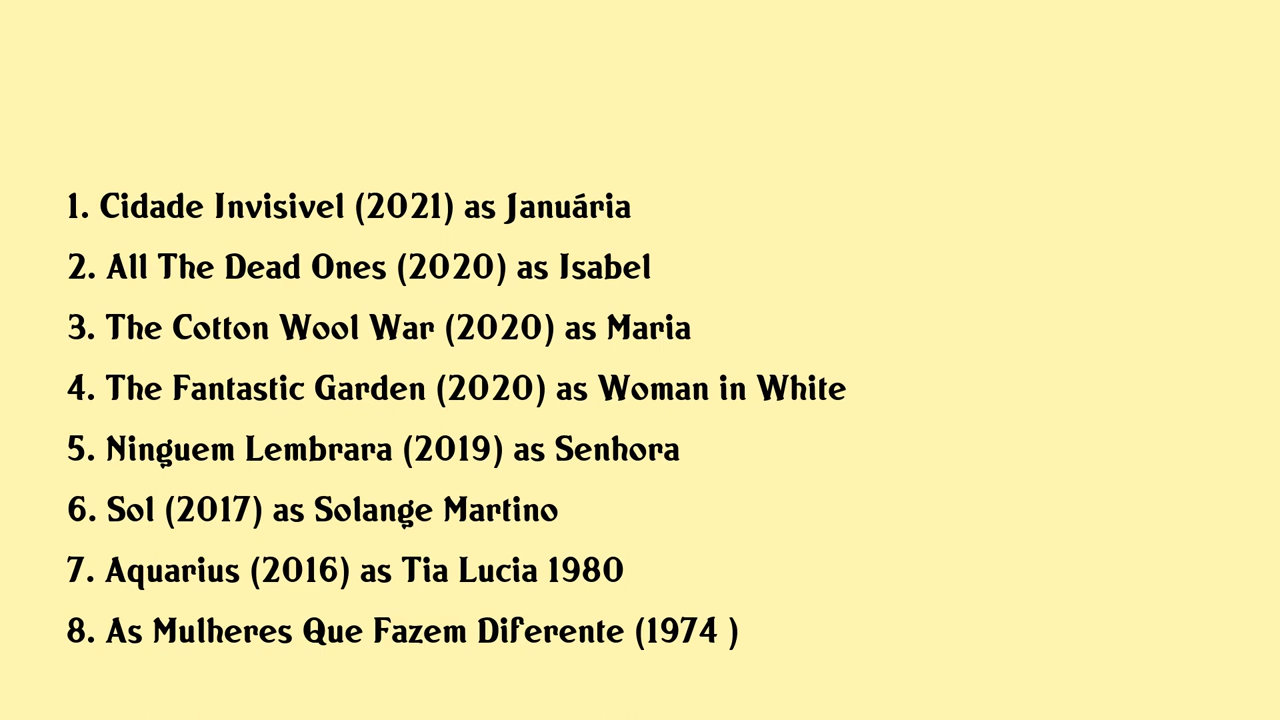 1. Cidade Invisivel (2021) as Januária
2. All The Dead Ones (2020) as Isabel
3. The Cotton Wool War (2020) as Maria
4. The Fantastic Garden (2020) as Woman in White
5. Ninguem Lembrara (2019) as Senhora
6. Sol (2017) as Solange Martino
7. Aquarius (2016) as Tia Lucia 1980
8. As Mulheres Que Fazem Diferente (1974 )